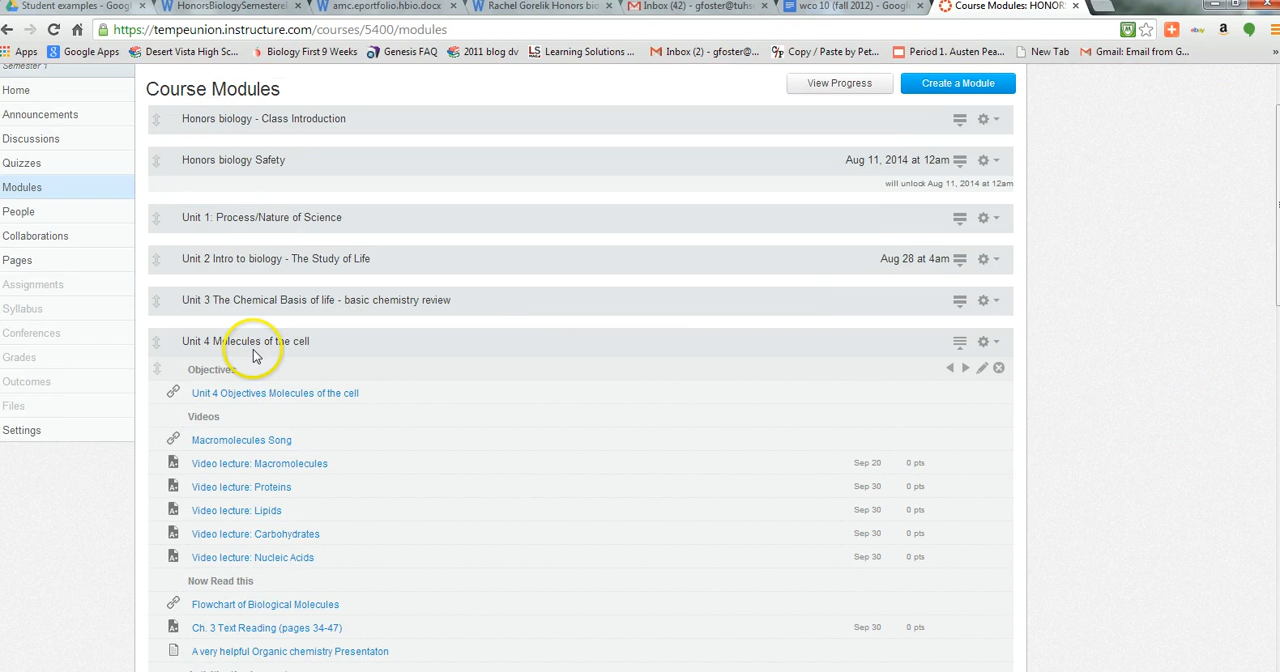 Student examples - Googl
HonorsBiologySemesterei
amc.eportfolio.hbio.docx
Rachel Gorelik Honors bio
Inbox (42) - gfoster@tuhs
wco 10 (fall 2012) - Google
Course Modules: HONOR
https://tempeunion.instructure.com/courses/5400/modules
Apps
Google Apps
Desert Vista High Sc...
Biology First 9 Weeks
Genesis FAQ
2011 blog dv
Learning Solutions ...
Inbox (2) - gfoster@...
Copy / Paste by Pet...
Period 1. Austen Pea...
New Tab
Gmail: Email from G...
Semester 1
Home
Announcements
Discussions
Quizzes
Modules
People
Collaborations
Pages
Assignments
Syllabus
Conferences
Grades
Outcomes
Files
Settings
Course Modules
View Progress
Create a Module
Honors biology - Class Introduction
Honors biology Safety
Aug 11, 2014 at 12am
will unlock Aug 11, 2014 at 12am
Unit 1: Process/Nature of Science
Unit 2 Intro to biology - The Study of Life
Aug 28 at 4am
Unit 3 The Chemical Basis of life - basic chemistry review
Unit 4 Molecules of the cell
Objectives
Unit 4 Objectives Molecules of the cell
Videos
Macromolecules Song
Video lecture: Macromolecules Sep 20 0 pts
Video lecture: Proteins Sep 30 0 pts
Video lecture: Lipids Sep 30 0 pts
Video lecture: Carbohydrates Sep 30 0 pts
Video lecture: Nucleic Acids Sep 30 0 pts
Now Read this
Flowchart of Biological Molecules
Ch. 3 Text Reading (pages 34-47) Sep 30 0 pts
A very helpful Organic chemistry Presentaton